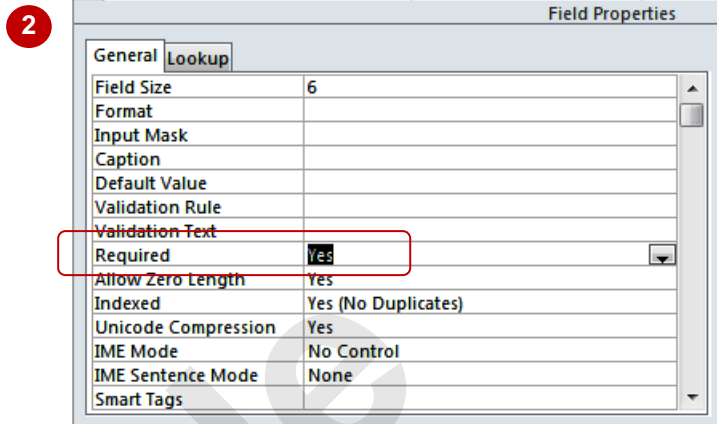 2
Field Properties
General Lookup
Field Size 6
Format
Input Mask
Caption
Default Value
Validation Rule
Validation Text
Required Yes
Allow Zero Length Yes
Indexed Yes (No Duplicates)
Unicode Compression Yes
IME Mode No Control
IME Sentence Mode None
Smart Tags
le